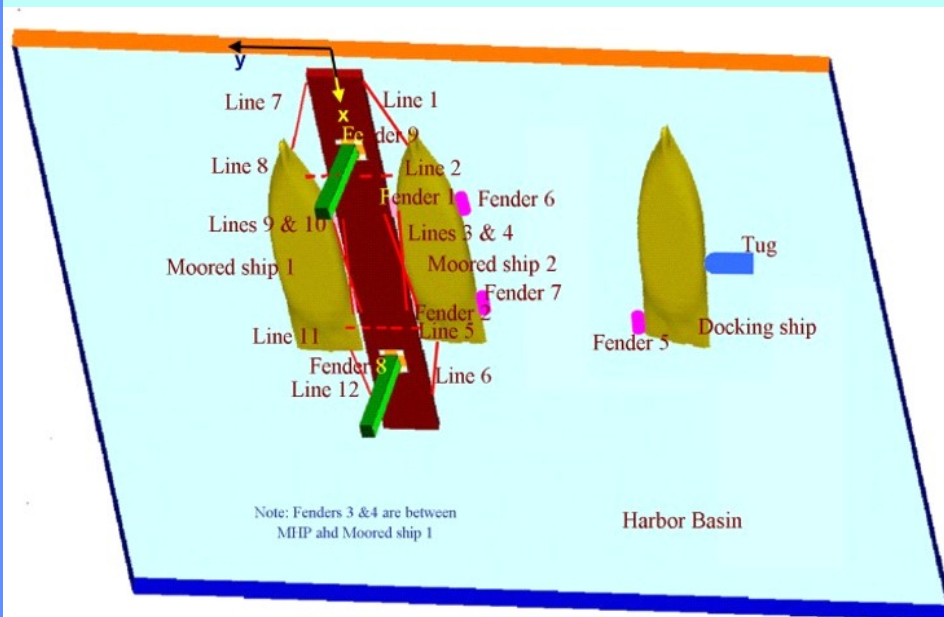 y
x
Line 7
Line 1
Fender 9
Line 8
Line 2
Fender 1
Fender 6
Lines 9 & 10
Lines 3 & 4
Tug
Moored ship 1
Moored ship 2
Fender 7
Fender 2
Line 11
Line 5
Docking ship
Fender 5
Fender 8
Line 12
Line 6
Note: Fenders 3 &4 are between
MHP ahd Moored ship 1
Harbor Basin